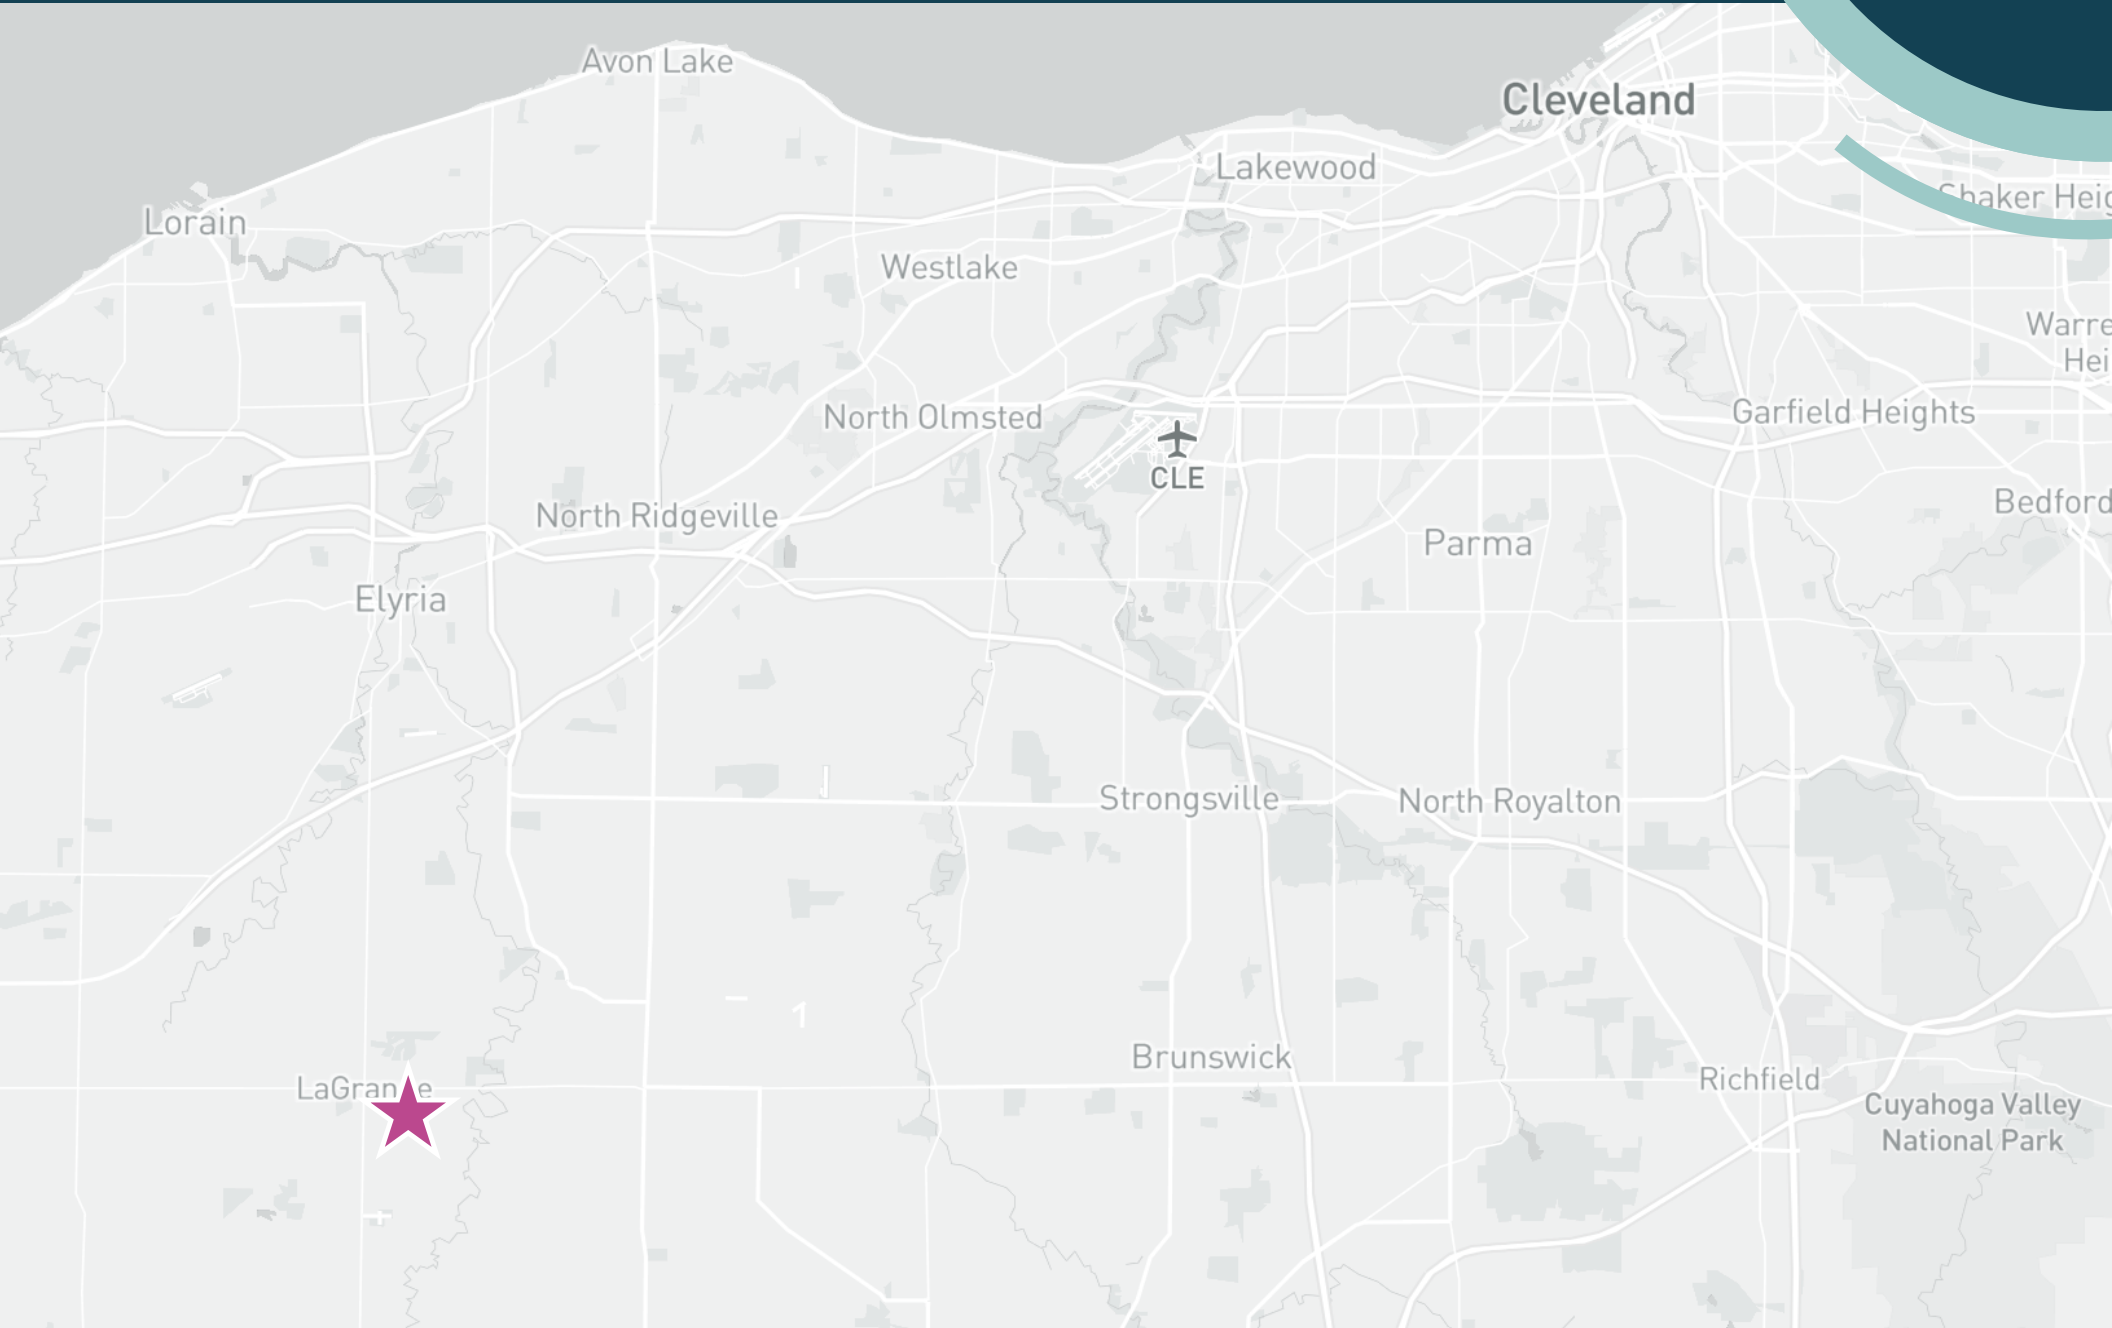 Avon Lake
Cleveland
Lakewood
Lorain
Westlake
North Olmsted
Garfield Heights
CLE
North Ridgeville
Bedford
Parma
Elyria
Strongsville
North Royalton
1
Brunswick
Richfield
Cuyahoga Valley
National Park